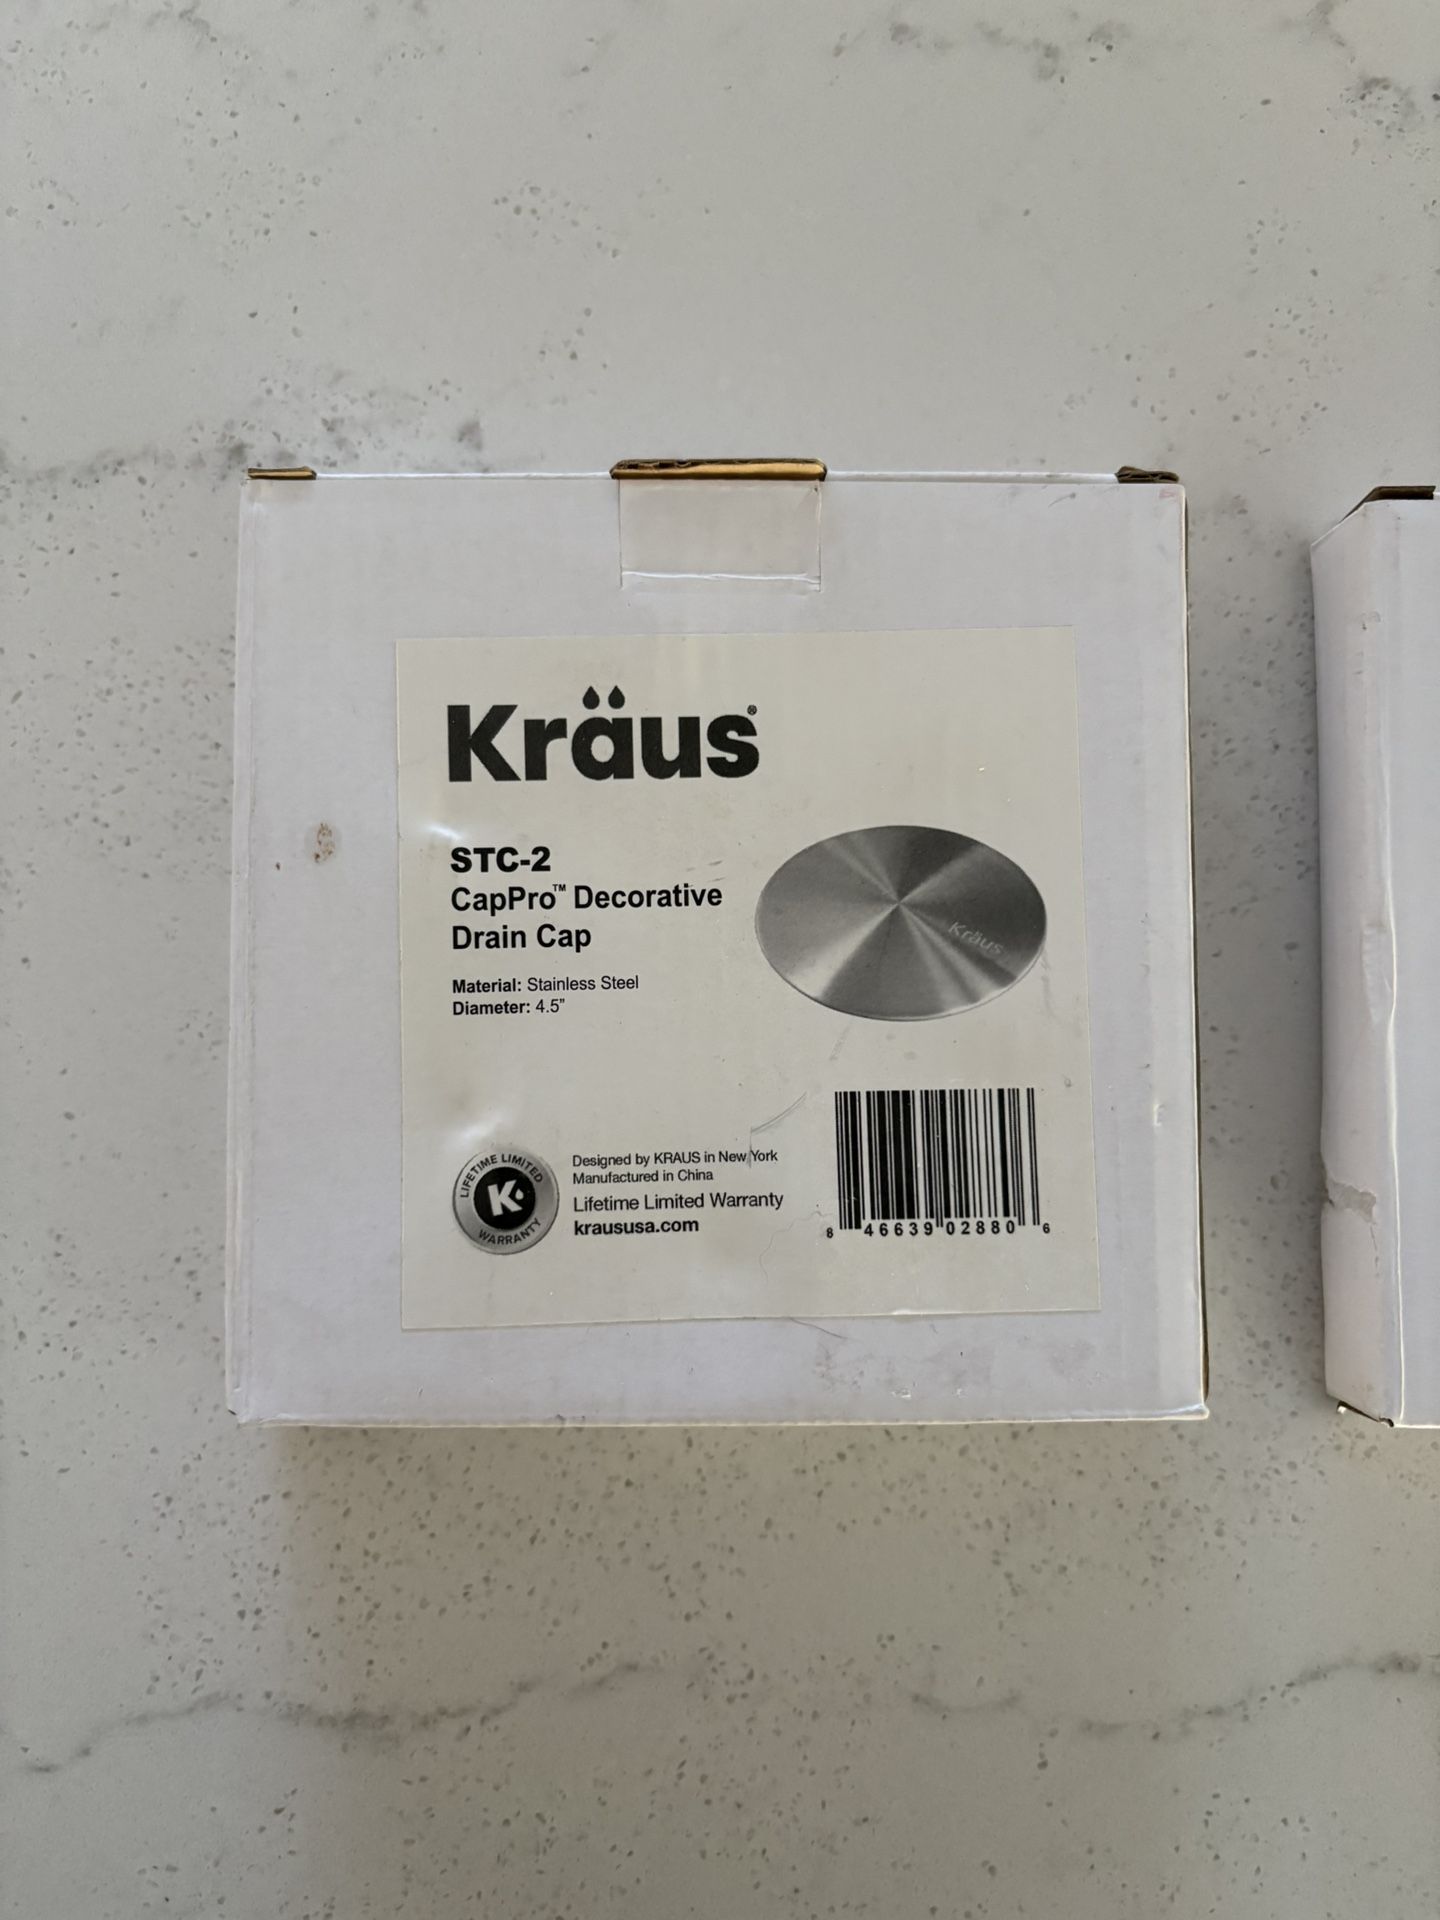 Kräus®
STC-2
CapPro™ Decorative
Drain Cap
Material: Stainless Steel
Diameter: 4.5”
Kräus
LIFETIME LIMITED
K
WARRANTY
Designed by KRAUS in New York
Manufactured in China
Lifetime Limited Warranty
kraususa.com
8 46639 02880 6